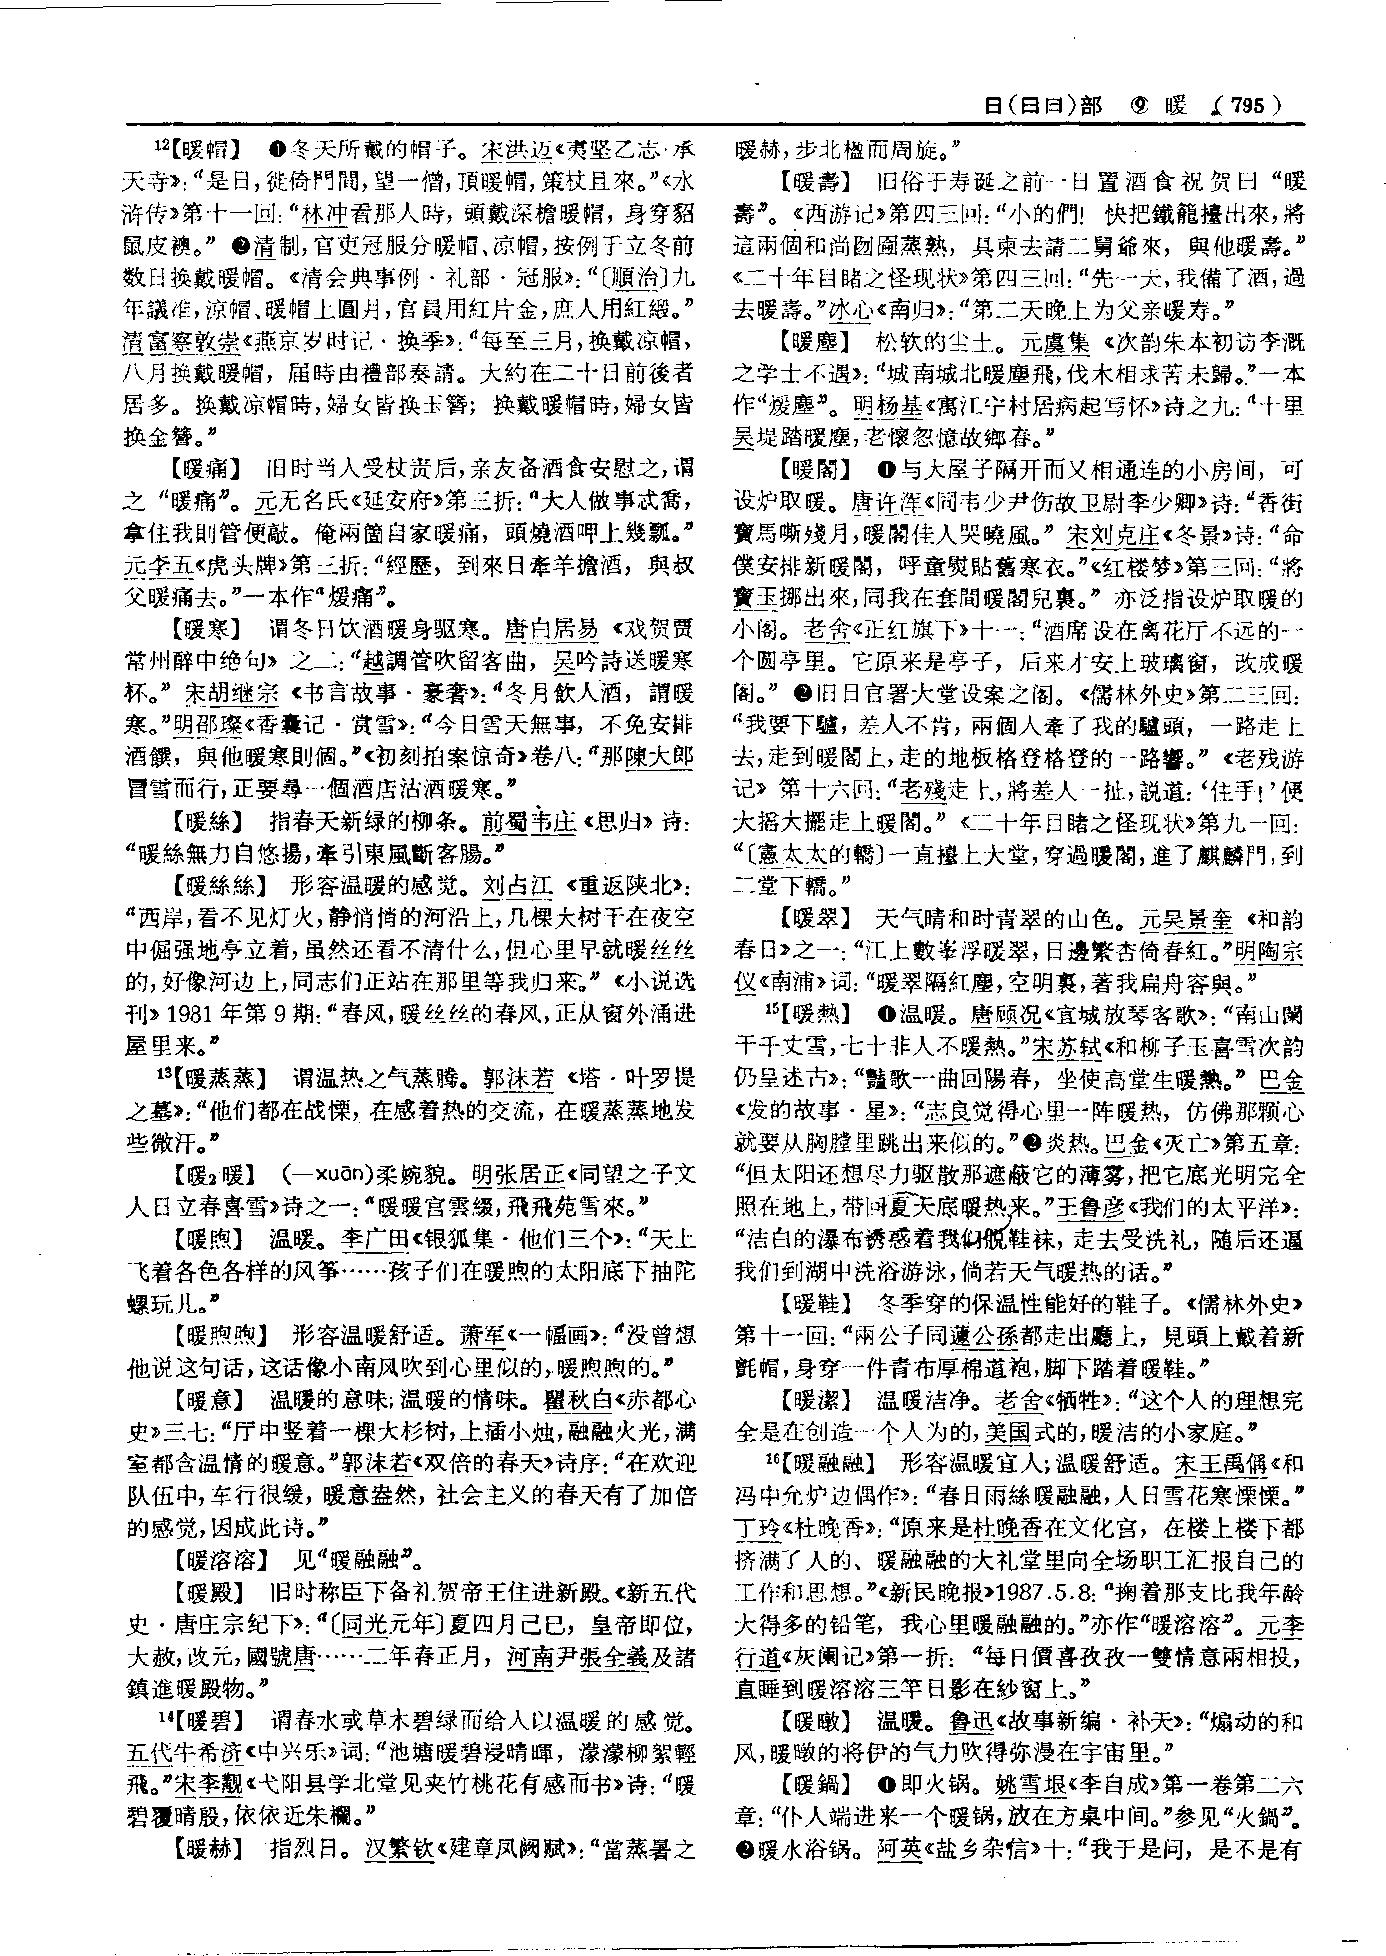 日(日曰)部 ⑨ 暖 (795)
12【暖帽】 ❶冬天所戴的帽子。宋洪迈《夷坚乙志·承
天寺》：“是日，徙倚門間，望一僧，頂暖帽，策杖且來。”《水
浒传》第十一回：“林冲看那人時，頭戴深檐暖帽，身穿貂
鼠皮襖。” ❷清制，官吏冠服分暖帽、凉帽，按例于立冬前
数日换戴暖帽。《清会典事例·礼部·冠服》：“〔順治〕九
年議准，涼帽、暖帽上圓月，官員用紅片金，庶人用紅緞。”
清富察敦崇《燕京岁时记·换季》：“每至三月，换戴凉帽，
八月换戴暖帽，届時由禮部奏請。大約在二十日前後者
居多。换戴凉帽時，婦女皆换玉簪；换戴暖帽時，婦女皆
换金簪。”
【暖痛】 旧时当人受杖责后，亲友备酒食安慰之，谓
之“暖痛”。元无名氏《延安府》第三折：“大人做事忒喬，
拿住我則管便敲。俺兩箇自家暖痛，頭燒酒呷上幾瓢。”
元李五《虎头牌》第三折：“經歷，到來日牽羊擔酒，與叔
父暖痛去。”一本作“煖痛”。
【暖寒】 谓冬日饮酒暖身驱寒。唐白居易《戏贺贾
常州醉中绝句》之二：“越調管吹留客曲，吴吟詩送暖寒
杯。”宋胡继宗《书言故事·豪奢》：“冬月飲人酒，謂暖
寒。”明邵璨《香囊记·赏雪》：“今日雪天無事，不免安排
酒饌，與他暖寒則個。”《初刻拍案惊奇》卷八：“那陳大郎
冒雪而行，正要尋一個酒店沽酒暖寒。”
【暖絲】 指春天新绿的柳条。前蜀韦庄《思归》诗：
“暖絲無力自悠揚，牽引東風斷客腸。”
【暖絲絲】 形容温暖的感觉。刘占江《重返陕北》：
“西岸，看不见灯火，静悄悄的河沿上，几棵大树干在夜空
中倔强地亭立着，虽然还看不清什么，但心里早就暖丝丝
的，好像河边上，同志们正站在那里等我归来。”《小说选
刊》1981年第9期：“春风，暖丝丝的春风，正从窗外涌进
屋里来。”
13【暖蒸蒸】 谓温热之气蒸腾。郭沫若《塔·叶罗提
之墓》：“他们都在战慄，在感着热的交流，在暖蒸蒸地发
些微汗。”
【暖2暖】 (—xuān)柔婉貌。明张居正《同望之子文
人日立春喜雪》诗之一：“暖暖宫雲綴，飛飛苑雪來。”
【暖煦】 温暖。李广田《银狐集·他们三个》：“天上
飞着各色各样的风筝……孩子们在暖煦的太阳底下抽陀
螺玩儿。”
【暖煦煦】 形容温暖舒适。萧军《一幅画》：“没曾想
他说这句话，这话像小南风吹到心里似的，暖煦煦的。”
【暖意】 温暖的意味；温暖的情味。瞿秋白《赤都心
史》三七：“厅中竖着一棵大杉树，上插小烛，融融火光，满
室都含温情的暖意。”郭沫若《双倍的春天》诗序：“在欢迎
队伍中，车行很缓，暖意盎然，社会主义的春天有了加倍
的感觉，因成此诗。”
【暖溶溶】 见“暖融融”。
【暖殿】 旧时称臣下备礼贺帝王住进新殿。《新五代
史·唐庄宗纪下》：“〔同光元年〕夏四月己巳，皇帝即位，
大赦，改元，國號唐……二年春正月，河南尹張全義及諸
鎮進暖殿物。”
14【暖碧】 谓春水或草木碧绿而给人以温暖的感觉。
五代牛希济《中兴乐》词：“池塘暖碧浸晴暉，濛濛柳絮輕
飛。”宋李觏《弋阳县学北堂见夹竹桃花有感而书》诗：“暖
碧覆晴殷，依依近朱欄。”
【暖赫】 指烈日。汉繁钦《建章凤阙赋》：“當蒸暑之
暖赫，步北楹而周旋。”
【暖壽】 旧俗于寿诞之前一日置酒食祝贺曰“暖
壽”。《西游记》第四三回：“小的們！快把鐵籠擡出來，將
這兩個和尚囫圇蒸熟，具柬去請二舅爺來，與他暖壽。”
《二十年目睹之怪现状》第四三回：“先一天，我備了酒，過
去暖壽。”冰心《南归》：“第二天晚上为父亲暖寿。”
【暖塵】 松软的尘土。元虞集《次韵朱本初访李溉
之学士不遇》：“城南城北暖塵飛，伐木相求苦未歸。”一本
作“煖塵”。明杨基《寓江宁村居病起写怀》诗之九：“十里
吴堤踏暖塵，老懷忽憶故鄉春。”
【暖閣】 ❶与大屋子隔开而又相通连的小房间，可
设炉取暖。唐许浑《同韦少尹伤故卫尉李少卿》诗：“香街
寶馬嘶殘月，暖閣佳人哭曉風。”宋刘克庄《冬景》诗：“命
僕安排新暖閣，呼童熨貼舊寒衣。”《红楼梦》第三回：“將
寶玉挪出來，同我在套間暖閣兒裏。”亦泛指设炉取暖的
小阁。老舍《正红旗下》十一：“酒席设在离花厅不远的一
个圆亭里。它原来是亭子，后来才安上玻璃窗，改成暖
阁。” ❷旧日官署大堂设案之阁。《儒林外史》第二三回：
“我要下驢，差人不肯，兩個人牽了我的驢頭，一路走上
去，走到暖閣上，走的地板格登格登的一路響。”《老残游
记》第十六回：“老殘走上，將差人一扯，説道：‘住手！’便
大摇大擺走上暖閣。”《二十年目睹之怪现状》第九一回：
“〔憲太太的轎〕一直擡上大堂，穿過暖閣，進了麒麟門，到
二堂下轎。”
【暖翠】 天气晴和时青翠的山色。元吴景奎《和韵
春日》之一：“江上數峯浮暖翠，日邊繁杏倚春紅。”明陶宗
仪《南浦》词：“暖翠隔紅塵，空明裏，著我扁舟容與。”
15【暖熱】 ❶温暖。唐顾况《宜城放琴客歌》：“南山闌
干千丈雪，七十非人不暖熱。”宋苏轼《和柳子玉喜雪次韵
仍呈述古》：“豔歌一曲回陽春，坐使高堂生暖熱。”巴金
《发的故事·星》：“志良觉得心里一阵暖热，仿佛那颗心
就要从胸膛里跳出来似的。”❷炎热。巴金《灭亡》第五章：
“但太阳还想尽力驱散那遮蔽它的薄雾，把它底光明完全
照在地上，带回夏天底暖热来。”王鲁彦《我们的太平洋》：
“洁白的瀑布诱惑着我们脱鞋袜，走去受洗礼，随后还逼
我们到湖中洗浴游泳，倘若天气暖热的话。”
【暖鞋】 冬季穿的保温性能好的鞋子。《儒林外史》
第十一回：“兩公子同蘧公孫都走出廳上，見頭上戴着新
氈帽，身穿一件青布厚棉道袍，脚下踏着暖鞋。”
【暖潔】 温暖洁净。老舍《牺牲》：“这个人的理想完
全是在创造一个人为的，美国式的，暖洁的小家庭。”
16【暖融融】 形容温暖宜人；温暖舒适。宋王禹偁《和
冯中允炉边偶作》：“春日雨絲暖融融，人日雪花寒慄慄。”
丁玲《杜晚香》：“原来是杜晚香在文化宫，在楼上楼下都
挤满了人的、暖融融的大礼堂里向全场职工汇报自己的
工作和思想。”《新民晚报》1987.5.8：“掬着那支比我年龄
大得多的铅笔，我心里暖融融的。”亦作“暖溶溶”。元李
行道《灰阑记》第一折：“每日價喜孜孜一雙情意兩相投，
直睡到暖溶溶三竿日影在紗窗上。”
【暖暾】 温暖。鲁迅《故事新编·补天》：“煽动的和
风，暖暾的将伊的气力吹得弥漫在宇宙里。”
【暖鍋】 ❶即火锅。姚雪垠《李自成》第一卷第二六
章：“仆人端进来一个暖锅，放在方桌中间。”参见“火鍋”。
❷暖水浴锅。阿英《盐乡杂信》十：“我于是问，是不是有